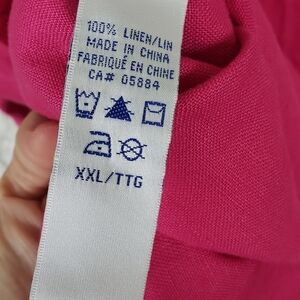 100% LINEN/LIN
MADE IN CHINA
FABRIQUÉ EN CHINE
CA# 05884
XXL/TTG